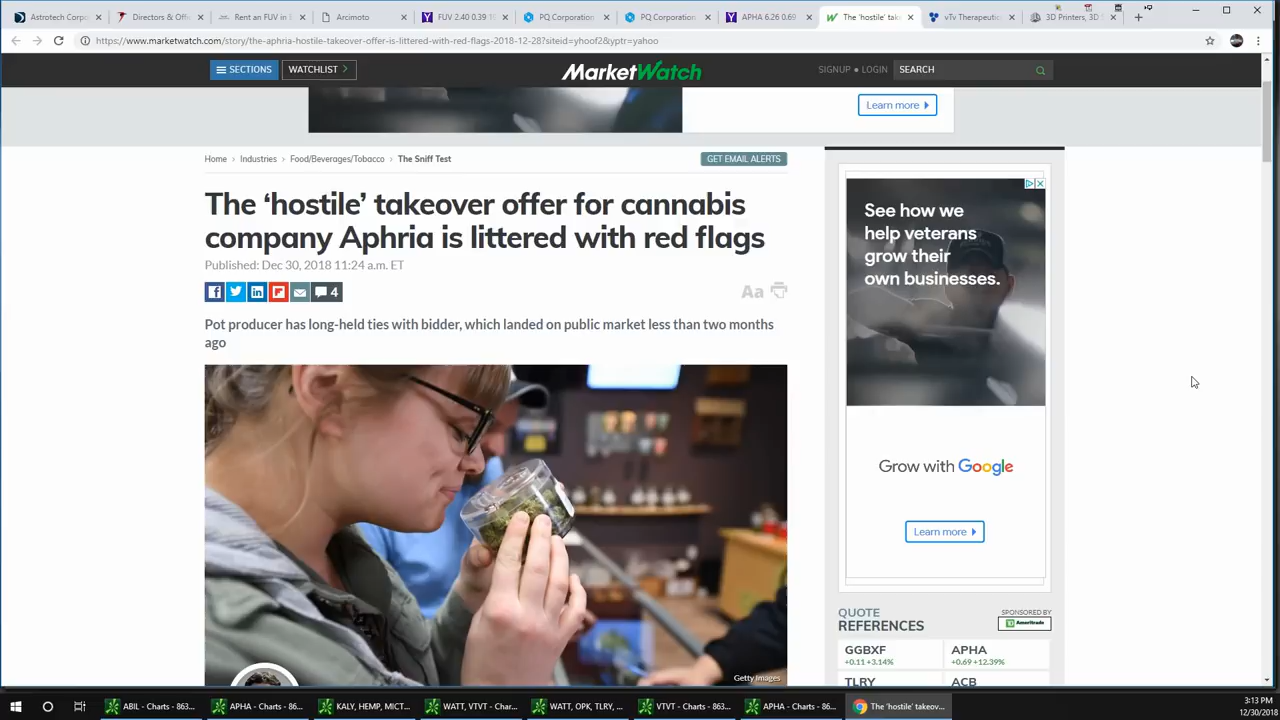 Astrotech Corp
Directors & Offi
Rent an FUV in
Arcimoto
FUV 2.40 0.39 1
PQ Corporation
PQ Corporation
APHA 6.26 0.69
The 'hostile' take
vTv Therapeutic
3D Printers, 3D
https://www.marketwatch.com/story/the-aphria-hostile-takeover-offer-is-littered-with-red-flags-2018-12-28?siteid=yhoof2&yptr=yahoo
SECTIONS
WATCHLIST
MarketWatch
SIGNUP • LOGIN
SEARCH
Learn more
Home > Industries > Food/Beverages/Tobacco > The Sniff Test
GET EMAIL ALERTS
The ‘hostile’ takeover offer for cannabis
company Aphria is littered with red flags
Published: Dec 30, 2018 11:24 a.m. ET
4
Aa
Pot producer has long-held ties with bidder, which landed on public market less than two months
ago
Getty Images
See how we
help veterans
grow their
own businesses.
Grow with Google
Learn more
QUOTE
REFERENCES
SPONSORED BY
Ameritrade
GGBXF
+0.11 +3.14%
APHA
+0.69 +12.39%
TLRY
ACB
ABIL - Charts - 863...
APHA - Charts - 86...
KALY, HEMP, MICT...
WATT, VTVT - Char...
WATT, OPK, TLRY, ...
VTVT - Charts - 863...
APHA - Charts - 86...
The 'hostile' takeov...
3:13 PM
12/30/2018